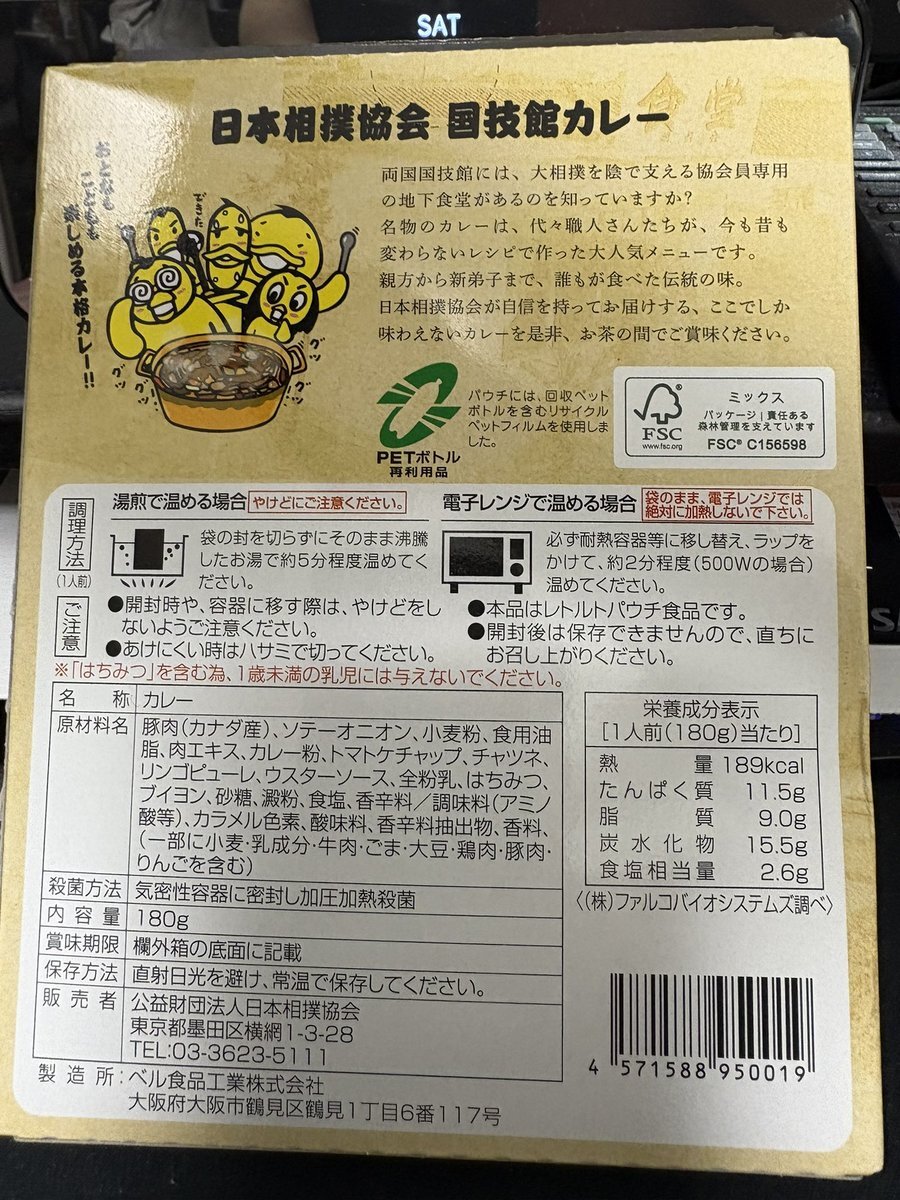 SAT
食堂
日本相撲協会 国技館カレー
おとなも
こどもも
楽しめる本格カレー!!
できた
グッ
グッ
グッ
グッ
両国国技館には、大相撲を陰で支える協会員専用
の地下食堂があるのを知っていますか?
名物のカレーは、代々職人さんたちが、今も昔も
変わらないレシピで作った大人気メニューです。
親方から新弟子まで、誰もが食べた伝統の味。
日本相撲協会が自信を持ってお届けする、ここでしか
味わえないカレーを是非、お茶の間でご賞味ください。
PETボトル
再利用品
パウチには、回収ペット
ボトルを含むリサイクル
ペットフィルムを使用しま
した。
FSC
www.fsc.org
ミックス
パッケージ|責任ある
森林管理を支えています
FSC® C156598
調理方法
(1人前)
湯煎で温める場合 やけどにご注意ください。
袋の封を切らずにそのまま沸騰
したお湯で約5分程度温めてく
ださい。
電子レンジで温める場合 袋のまま、電子レンジでは
絶対に加熱しないで下さい。
必ず耐熱容器等に移し替え、ラップを
かけて、約2分程度(500Wの場合)
温めてください。
ご注意
●開封時や、容器に移す際は、やけどをし
ないようご注意ください。
●あけにくい時はハサミで切ってください。
●本品はレトルトパウチ食品です。
●開封後は保存できませんので、直ちに
お召し上がりください。
※「はちみつ」を含む為、1歳未満の乳児には与えないでください。
名称 カレー
原材料名 豚肉(カナダ産)、ソテーオニオン、小麦粉、食用油
脂、肉エキス、カレー粉、トマトケチャップ、チャツネ、
リンゴピューレ、ウスターソース、全粉乳、はちみつ、
ブイヨン、砂糖、澱粉、食塩、香辛料/調味料(アミノ
酸等)、カラメル色素、酸味料、香辛料抽出物、香料、
(一部に小麦・乳成分・牛肉・ごま・大豆・鶏肉・豚肉・
りんごを含む)
殺菌方法 気密性容器に密封し加圧加熱殺菌
内容量 180g
賞味期限 欄外箱の底面に記載
保存方法 直射日光を避け、常温で保存してください。
販売者 公益財団法人日本相撲協会
東京都墨田区横網1-3-28
TEL:03-3623-5111
製造所:ベル食品工業株式会社
大阪府大阪市鶴見区鶴見1丁目6番117号
栄養成分表示
[1人前(180g)当たり]
熱量 189kcal
たんぱく質 11.5g
脂質 9.0g
炭水化物 15.5g
食塩相当量 2.6g
〈(株)ファルコバイオシステムズ調べ〉
4 571588 950019